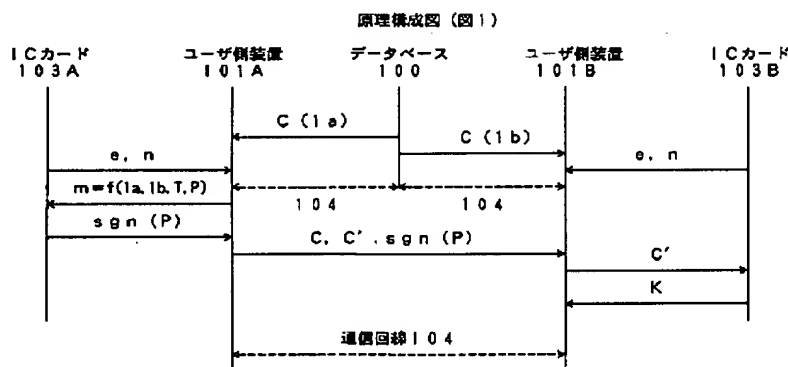 原理構成図（図１）
ＩＣカード ユーザ側装置 データベース ユーザ側装置 ＩＣカード
１０３Ａ １０１Ａ １００ １０１Ｂ １０３Ｂ
Ｃ（１ａ）
Ｃ（１ｂ）
ｅ，ｎ ｅ，ｎ
m=f(1a,1b,T,P)
１０４ １０４
ｓｇｎ（Ｐ）
Ｃ，Ｃ′，ｓｇｎ（Ｐ）
Ｃ′
Ｋ
通信回線１０４